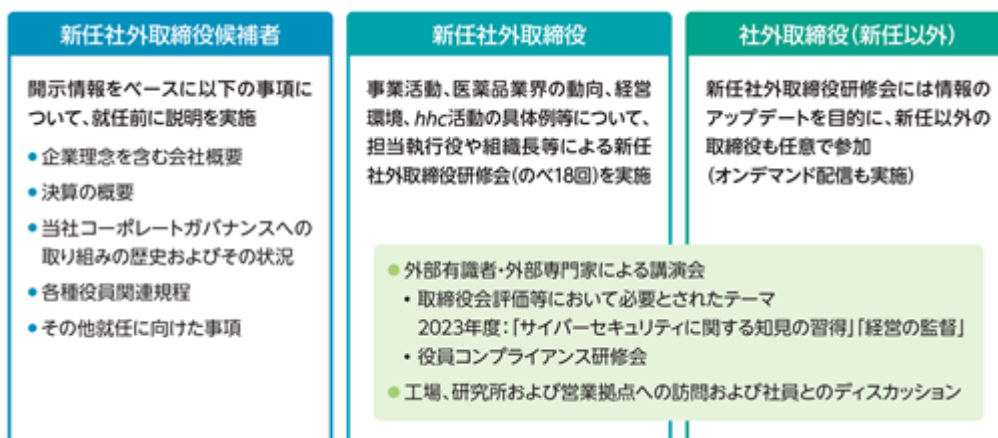 新任社外取締役候補者
開示情報をベースに以下の事項に
ついて、就任前に説明を実施
● 企業理念を含む会社概要
● 決算の概要
● 当社コーポレートガバナンスへの
取り組みの歴史およびその状況
● 各種役員関連規程
● その他就任に向けた事項
新任社外取締役
事業活動、医薬品業界の動向、経営
環境、hhc活動の具体例等について、
担当執行役や組織長等による新任
社外取締役研修会(のべ18回)を実施
社外取締役(新任以外)
新任社外取締役研修会には情報の
アップデートを目的に、新任以外の
取締役も任意で参加
(オンデマンド配信も実施)
● 外部有識者・外部専門家による講演会
・ 取締役会評価等において必要とされたテーマ
2023年度:「サイバーセキュリティに関する知見の習得」「経営の監督」
・ 役員コンプライアンス研修会
● 工場、研究所および営業拠点への訪問および社員とのディスカッション